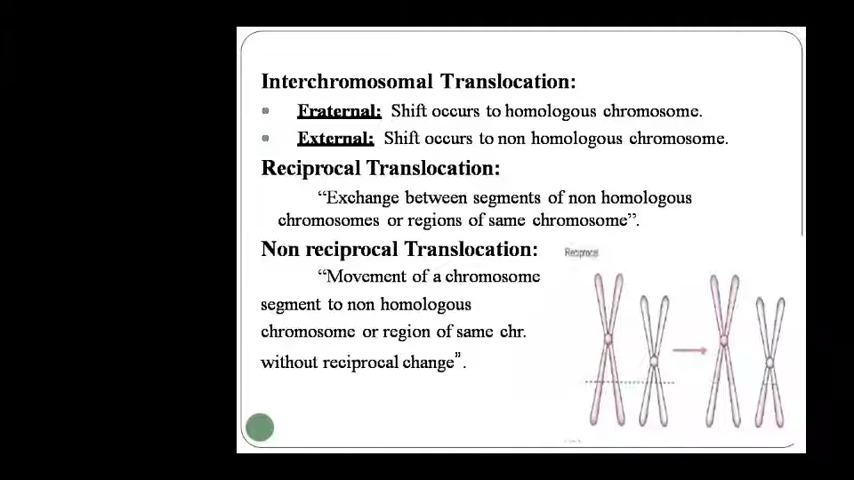 Interchromosomal Translocation:
Fraternal: Shift occurs to homologous chromosome.
External: Shift occurs to non homologous chromosome.
Reciprocal Translocation:
“Exchange between segments of non homologous
chromosomes or regions of same chromosome”.
Non reciprocal Translocation:
“Movement of a chromosome
segment to non homologous
chromosome or region of same chr.
without reciprocal change”.
Reciprocal